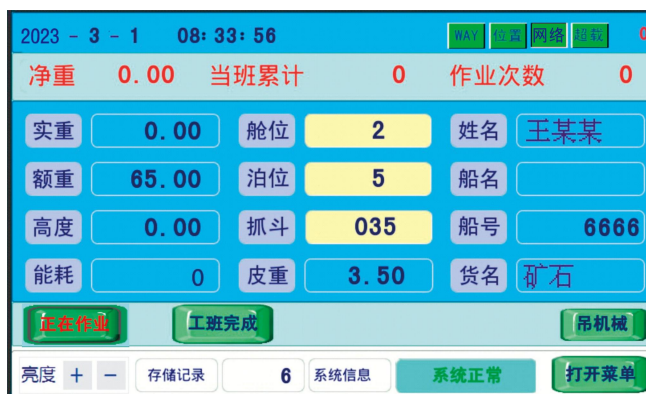 2023 - 3 - 1 08:33:56 WAY 位置 网络 超载 0
净重 0.00 当班累计 0 作业次数 0
实重 0.00 舱位 2 姓名 王某某
额重 65.00 泊位 5 船名
高度 0.00 抓斗 035 船号 6666
能耗 0 皮重 3.50 货名 矿石
正在作业 工班完成 吊机械
亮度 + - 存储记录 6 系统信息 系统正常 打开菜单